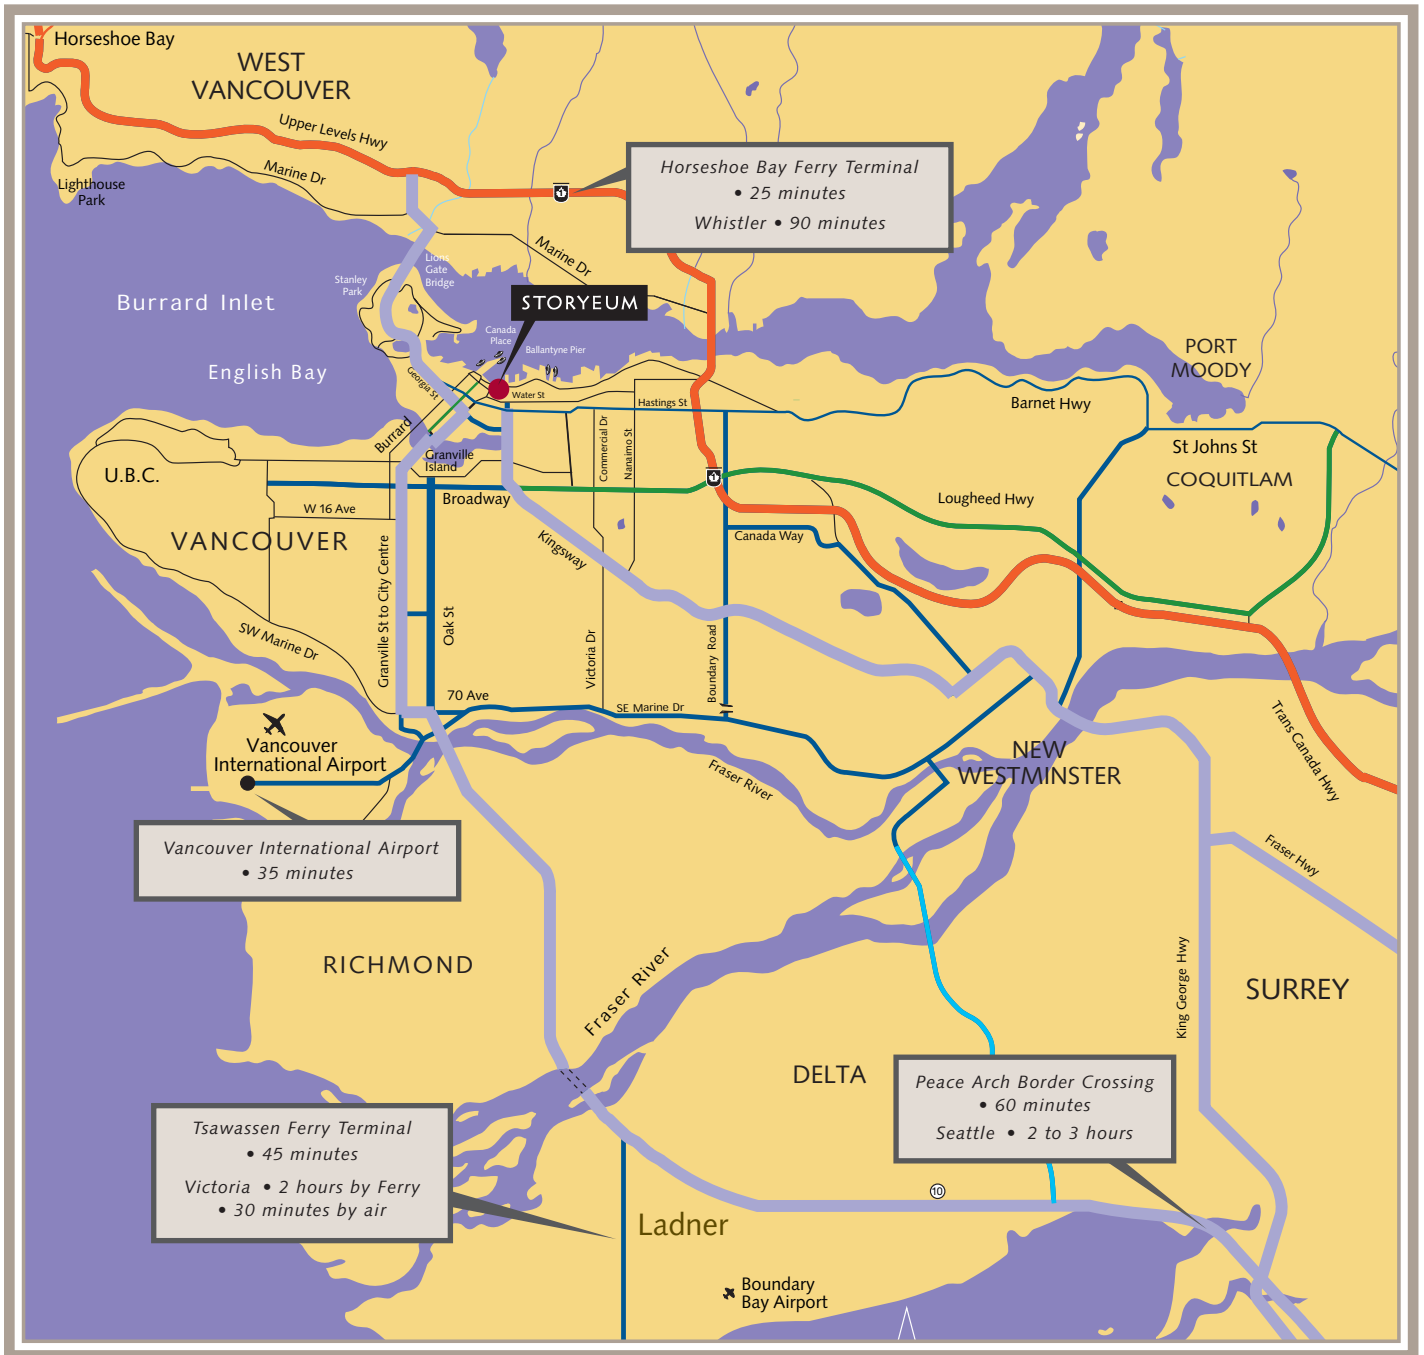 Horseshoe Bay
WEST
VANCOUVER
Upper Levels Hwy
Marine Dr
Lighthouse
Park
1
Horseshoe Bay Ferry Terminal
• 25 minutes
Whistler • 90 minutes
Marine Dr
Lions
Gate
Bridge
Stanley
Park
Burrard Inlet
STORYEUM
Canada
Place
Ballantyne Pier
English Bay
PORT
MOODY
Georgia St
Water St
Hastings St
Barnet Hwy
Burrard
Commercial Dr
Nanaimo St
St Johns St
Granville
Island
U.B.C.
1
COQUITLAM
Broadway
Lougheed Hwy
W 16 Ave
VANCOUVER
Kingsway
Canada Way
Granville St to City Centre
Oak St
SW Marine Dr
Victoria Dr
Boundary Road
70 Ave
SE Marine Dr
Trans Canada Hwy
Vancouver
International Airport
Fraser River
NEW
WESTMINSTER
Vancouver International Airport
• 35 minutes
Fraser Hwy
RICHMOND
Fraser River
King George Hwy
SURREY
DELTA
Peace Arch Border Crossing
• 60 minutes
Seattle • 2 to 3 hours
Tsawassen Ferry Terminal
• 45 minutes
Victoria • 2 hours by Ferry
• 30 minutes by air
10
Ladner
Boundary
Bay Airport